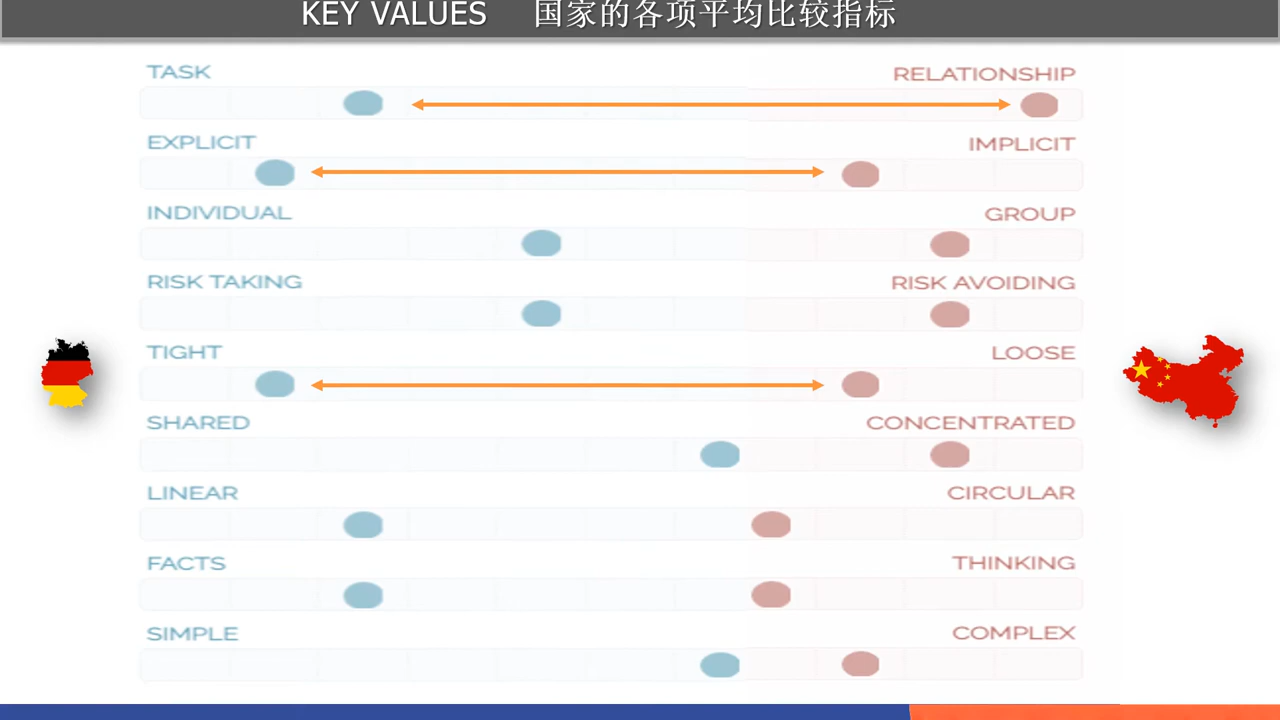 KEY VALUES 国家的各项平均比较指标
TASK RELATIONSHIP
EXPLICIT IMPLICIT
INDIVIDUAL GROUP
RISK TAKING RISK AVOIDING
TIGHT LOOSE
SHARED CONCENTRATED
LINEAR CIRCULAR
FACTS THINKING
SIMPLE COMPLEX